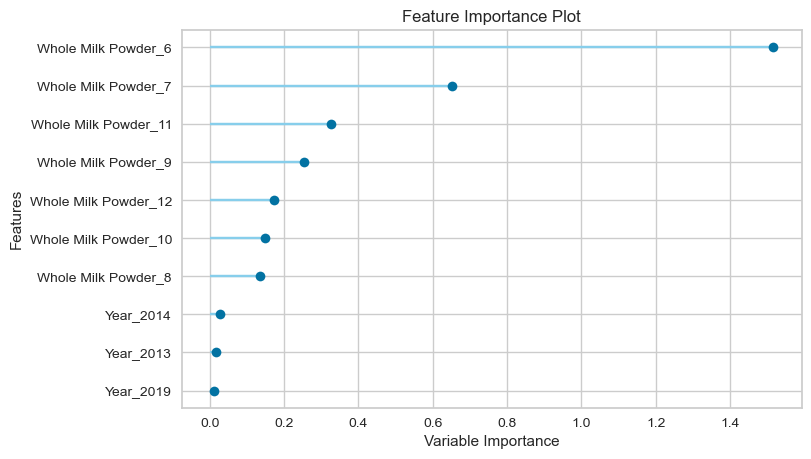 Feature Importance Plot
Features
Whole Milk Powder_6
Whole Milk Powder_7
Whole Milk Powder_11
Whole Milk Powder_9
Whole Milk Powder_12
Whole Milk Powder_10
Whole Milk Powder_8
Year_2014
Year_2013
Year_2019
0.0 0.2 0.4 0.6 0.8 1.0 1.2 1.4
Variable Importance